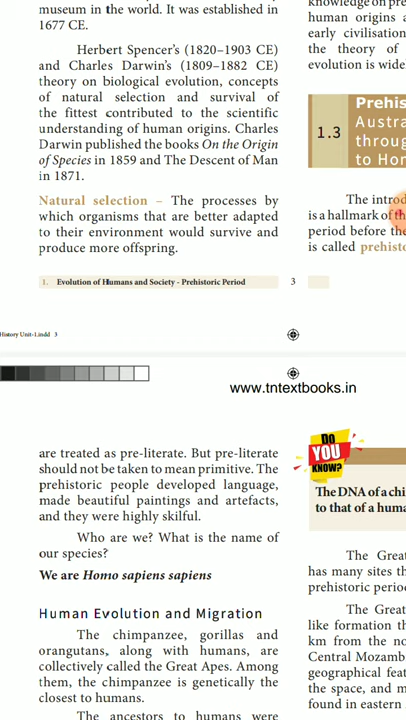 museum in the world. It was established in
1677 CE.
Herbert Spencer's (1820–1903 CE)
and Charles Darwin's (1809–1882 CE)
theory on biological evolution, concepts
of natural selection and survival of
the fittest contributed to the scientific
understanding of human origins. Charles
Darwin published the books On the Origin
of Species in 1859 and The Descent of Man
in 1871.
Natural selection – The processes by
which organisms that are better adapted
to their environment would survive and
produce more offspring.
knowledge on pre
human origins a
early civilisation
the theory of
evolution is wide
1.3
Prehis
Austra
throug
to Hom
The introd
is a hallmark of th
period before the
is called prehisto
1. Evolution of Humans and Society - Prehistoric Period
3
History Unit-1.indd 3
www.tntextbooks.in
are treated as pre-literate. But pre-literate
should not be taken to mean primitive. The
prehistoric people developed language,
made beautiful paintings and artefacts,
and they were highly skilful.
Who are we? What is the name of
our species?
We are Homo sapiens sapiens
Human Evolution and Migration
The chimpanzee, gorillas and
orangutans, along with humans, are
collectively called the Great Apes. Among
them, the chimpanzee is genetically the
closest to humans.
The ancestors to humans were
DO
YOU
KNOW?
The DNA of a chi
to that of a huma
The Grea
has many sites th
prehistoric perio
The Great
like formation th
km from the no
Central Mozamb
geographical feat
the space, and m
found in eastern